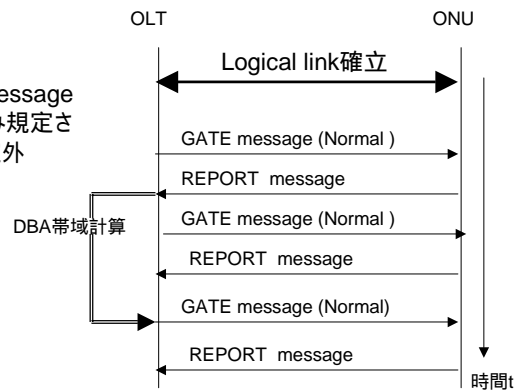 OLT
ONU
Logical link確立
essage
規定さ
外
GATE message (Normal )
REPORT message
DBA帯域計算
GATE message (Normal )
REPORT message
GATE message (Normal)
REPORT message
時間t